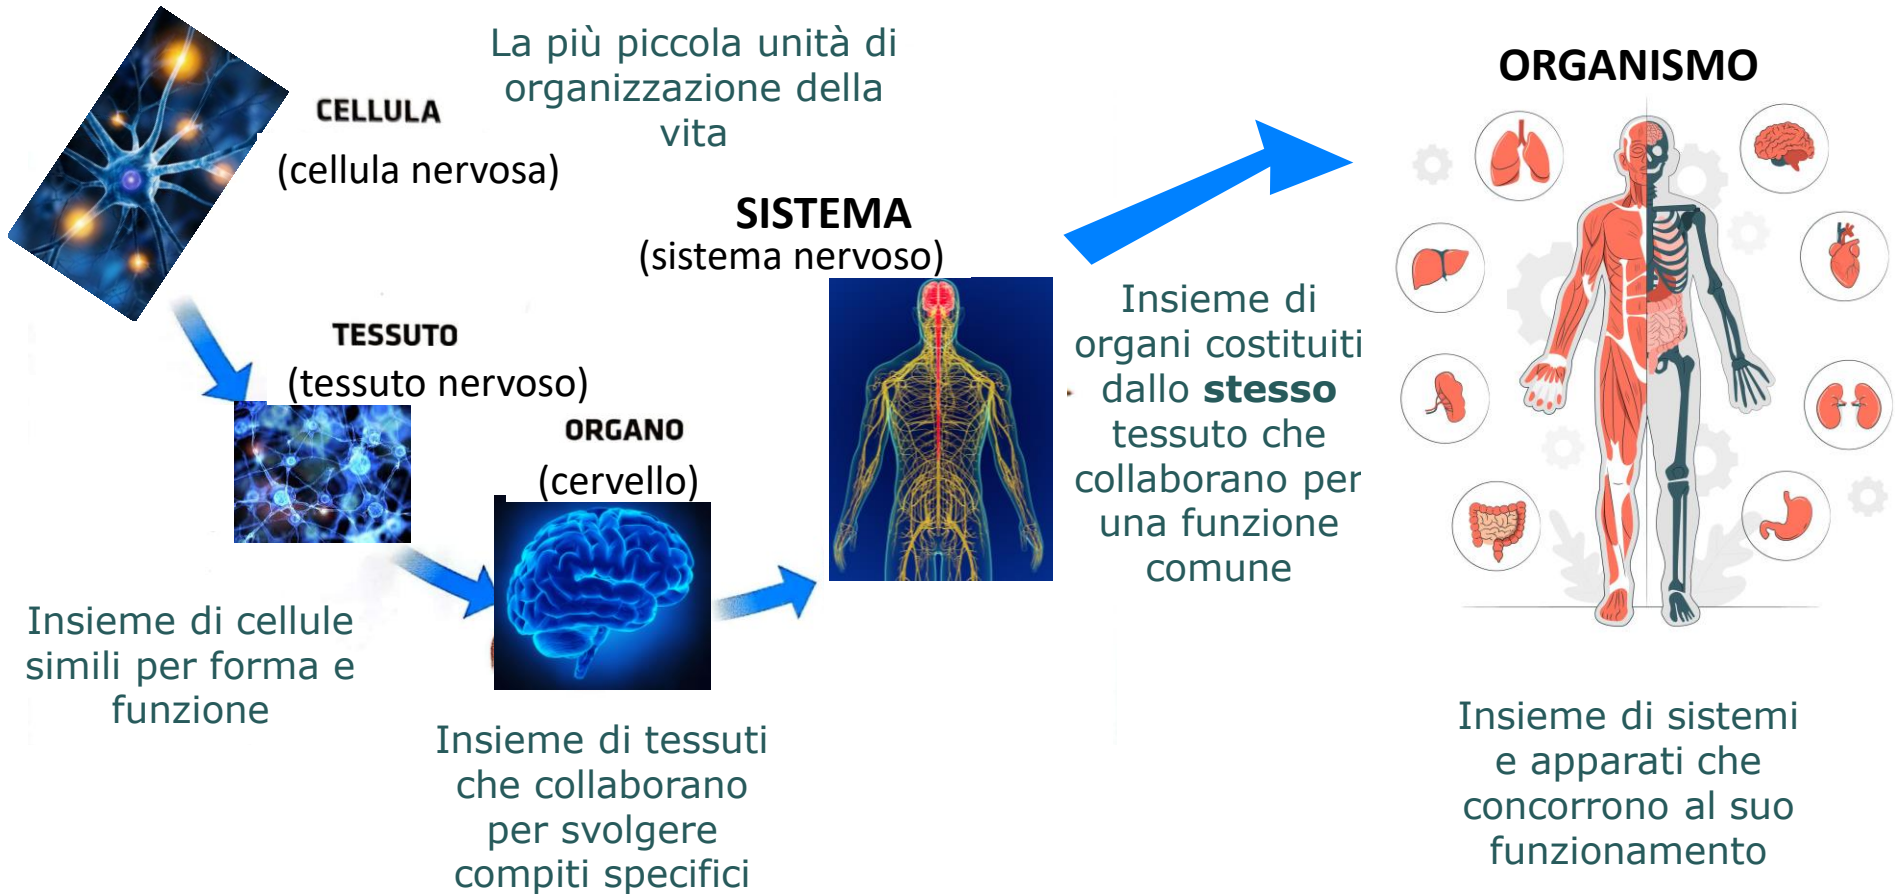 CELLULA
(cellula nervosa)
La più piccola unità di
organizzazione della
vita
TESSUTO
(tessuto nervoso)
Insieme di cellule
simili per forma e
funzione
ORGANO
(cervello)
Insieme di tessuti
che collaborano
per svolgere
compiti specifici
SISTEMA
(sistema nervoso)
Insieme di
organi costituiti
dallo stesso
tessuto che
collaborano per
una funzione
comune
ORGANISMO
Insieme di sistemi
e apparati che
concorrono al suo
funzionamento